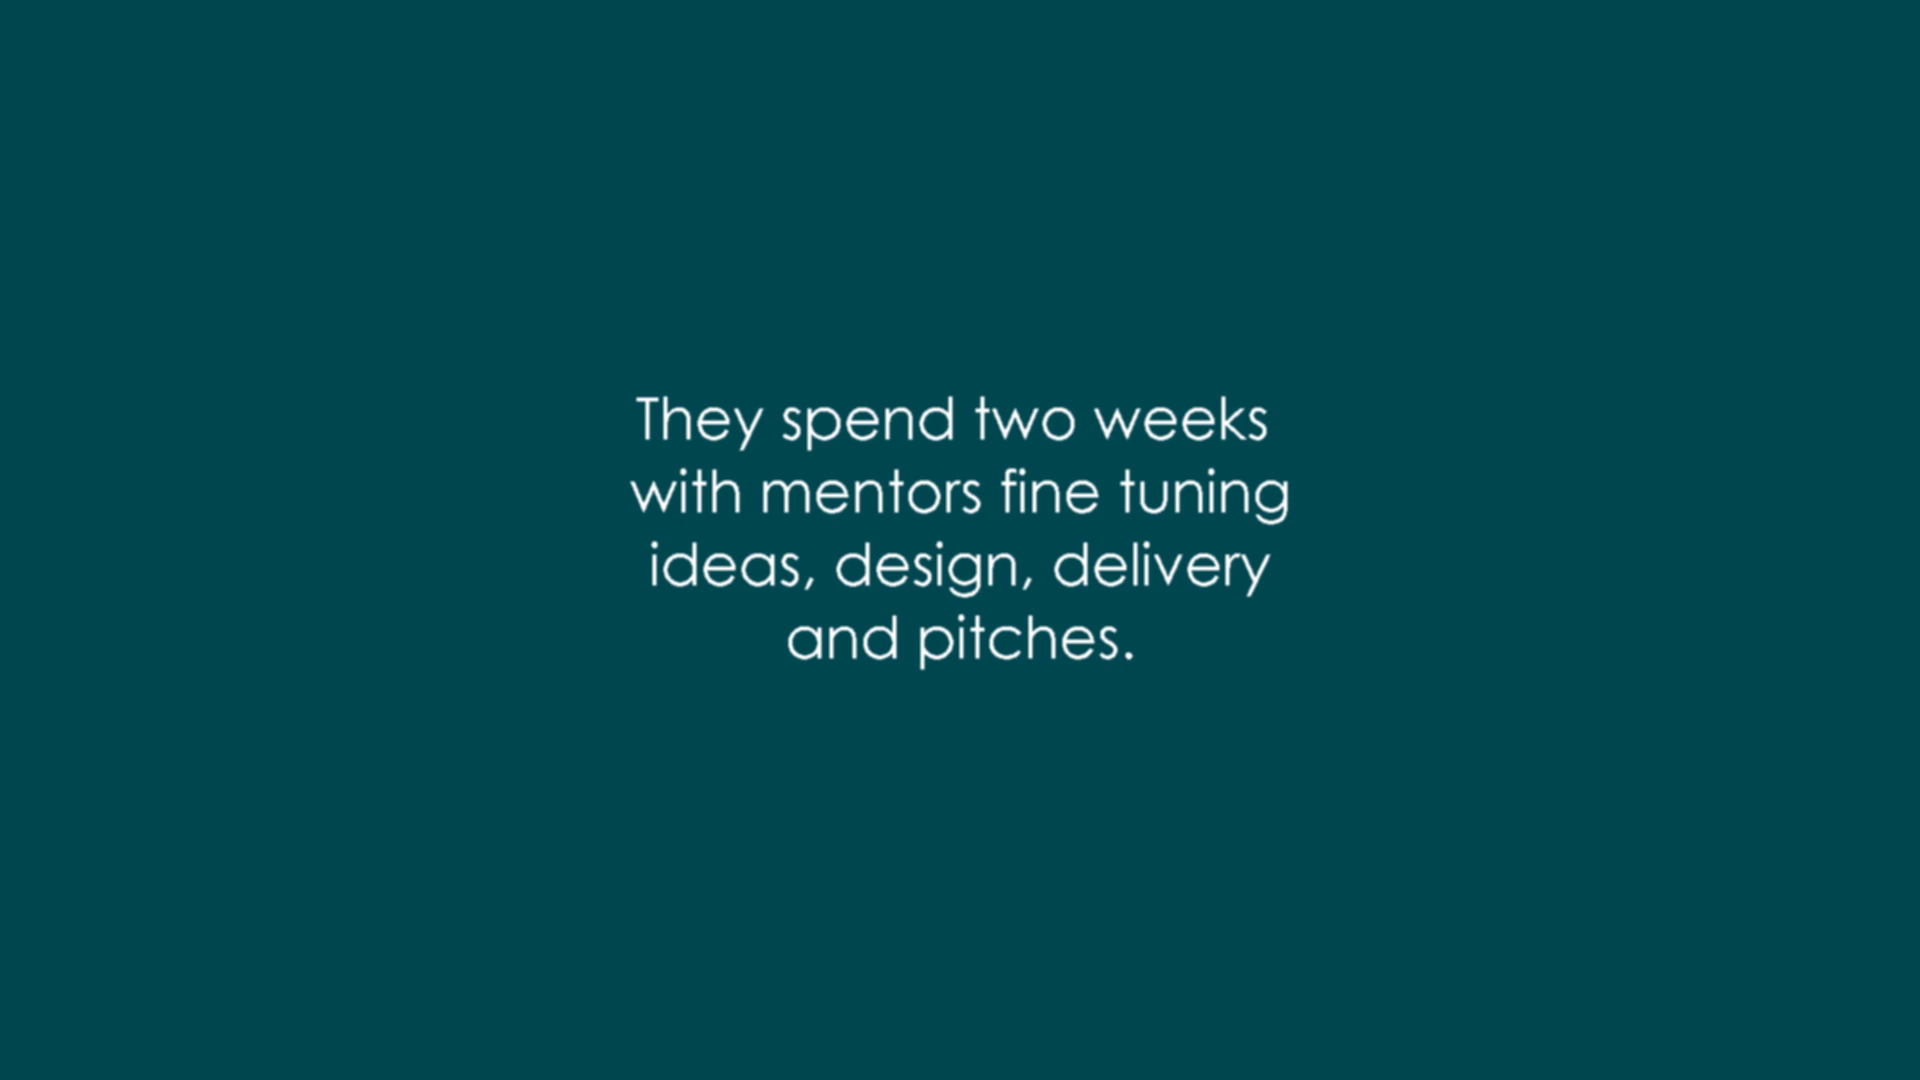 They spend two weeks
with mentors fine tuning
ideas, design, delivery
and pitches.